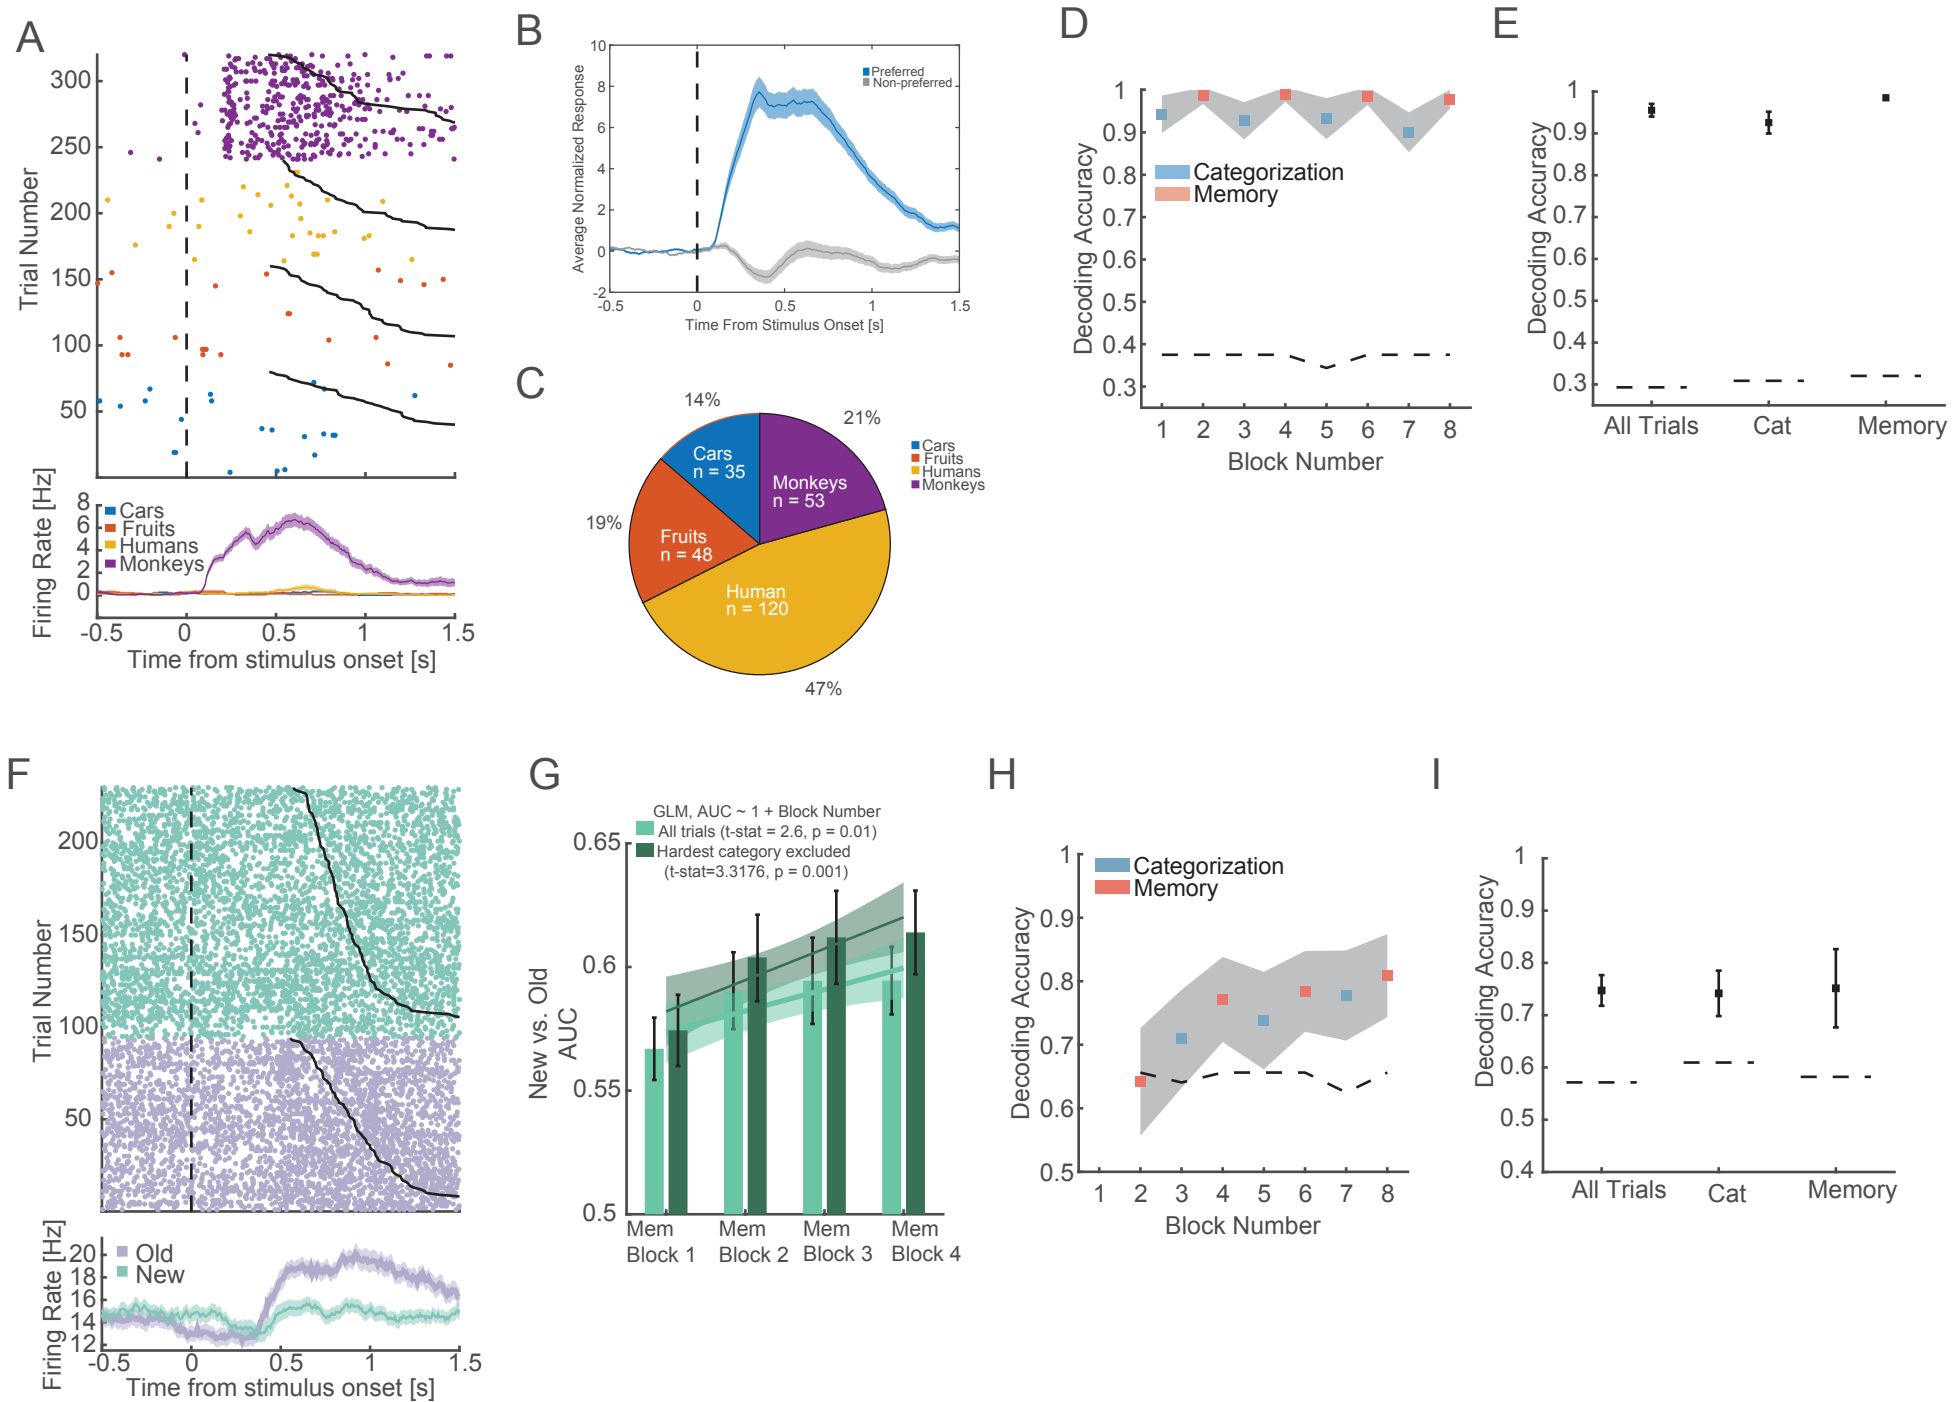 A
300
250
200
150
100
50
Trial Number
8
6
4
2
0
Firing Rate [Hz]
Cars
Fruits
Humans
Monkeys
-0.5 0 0.5 1 1.5
Time from stimulus onset [s]
B
10
8
6
4
2
0
-2
Average Normalized Response
Preferred
Non-preferred
-0.5 0 0.5 1 1.5
Time From Stimulus Onset [s]
C
14%
21%
19%
47%
Cars
n = 35
Monkeys
n = 53
Fruits
n = 48
Human
n = 120
Cars
Fruits
Humans
Monkeys
D
1
0.9
0.8
0.7
0.6
0.5
0.4
0.3
Decoding Accuracy
Categorization
Memory
1 2 3 4 5 6 7 8
Block Number
E
1
0.9
0.8
0.7
0.6
0.5
0.4
0.3
Decoding Accuracy
All Trials Cat Memory
F
200
150
100
50
Trial Number
20
18
16
14
12
Firing Rate [Hz]
Old
New
-0.5 0 0.5 1 1.5
Time from stimulus onset [s]
G
GLM, AUC ~ 1 + Block Number
All trials (t-stat = 2.6, p = 0.01)
Hardest category excluded
(t-stat=3.3176, p = 0.001)
0.65
0.6
0.55
0.5
New vs. Old
AUC
Mem
Block 1
Mem
Block 2
Mem
Block 3
Mem
Block 4
H
1
0.9
0.8
0.7
0.6
0.5
Decoding Accuracy
Categorization
Memory
1 2 3 4 5 6 7 8
Block Number
I
1
0.9
0.8
0.7
0.6
0.5
0.4
Decoding Accuracy
All Trials Cat Memory